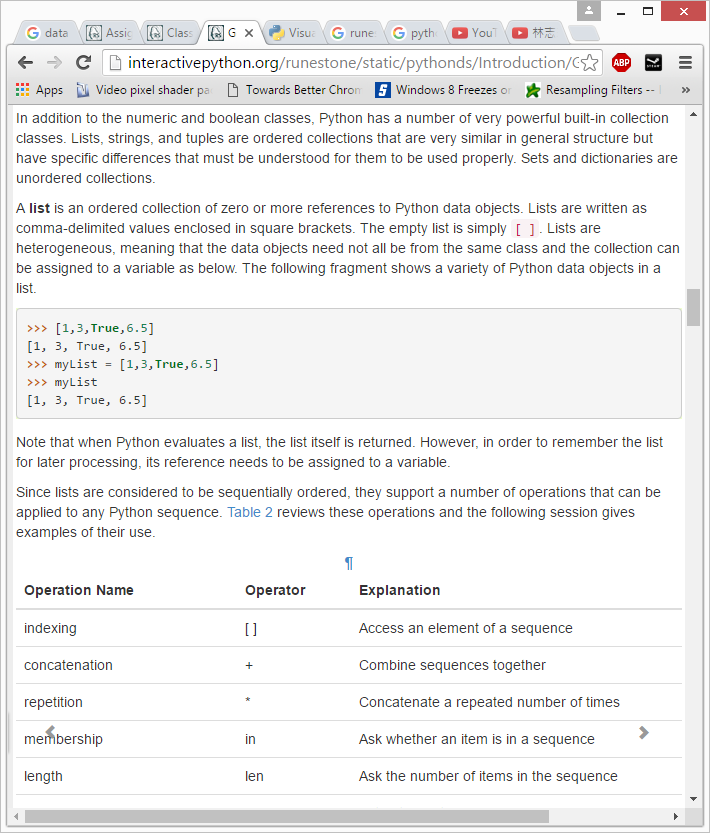 data
Assig
Class
G
Visua
rune
pyth
YouT
林志
interactivepython.org/runestone/static/pythonds/Introduction/G
ABP
STEAM
Apps
Video pixel shader pa
Towards Better Chrom
Windows 8 Freezes or
Resampling Filters --
»
In addition to the numeric and boolean classes, Python has a number of very powerful built-in collection
classes. Lists, strings, and tuples are ordered collections that are very similar in general structure but
have specific differences that must be understood for them to be used properly. Sets and dictionaries are
unordered collections.
A list is an ordered collection of zero or more references to Python data objects. Lists are written as
comma-delimited values enclosed in square brackets. The empty list is simply [ ]. Lists are
heterogeneous, meaning that the data objects need not all be from the same class and the collection can
be assigned to a variable as below. The following fragment shows a variety of Python data objects in a
list.
>>> [1,3,True,6.5]
[1, 3, True, 6.5]
>>> myList = [1,3,True,6.5]
>>> myList
[1, 3, True, 6.5]
Note that when Python evaluates a list, the list itself is returned. However, in order to remember the list
for later processing, its reference needs to be assigned to a variable.
Since lists are considered to be sequentially ordered, they support a number of operations that can be
applied to any Python sequence. Table 2 reviews these operations and the following session gives
examples of their use.
¶
Operation Name Operator Explanation
indexing [ ] Access an element of a sequence
concatenation + Combine sequences together
repetition * Concatenate a repeated number of times
membership in Ask whether an item is in a sequence
length len Ask the number of items in the sequence